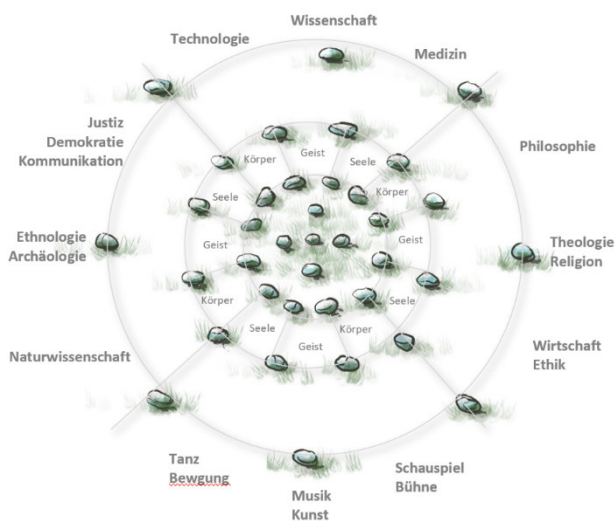 Wissenschaft
Technologie
Medizin
Justiz
Demokratie
Kommunikation
Philosophie
Körper
Geist
Seele
Seele
Körper
Ethnologie
Archäologie
Geist
Geist
Theologie
Religion
Körper
Seele
Seele
Körper
Geist
Naturwissenschaft
Wirtschaft
Ethik
Tanz
Bewgung
Schauspiel
Bühne
Musik
Kunst